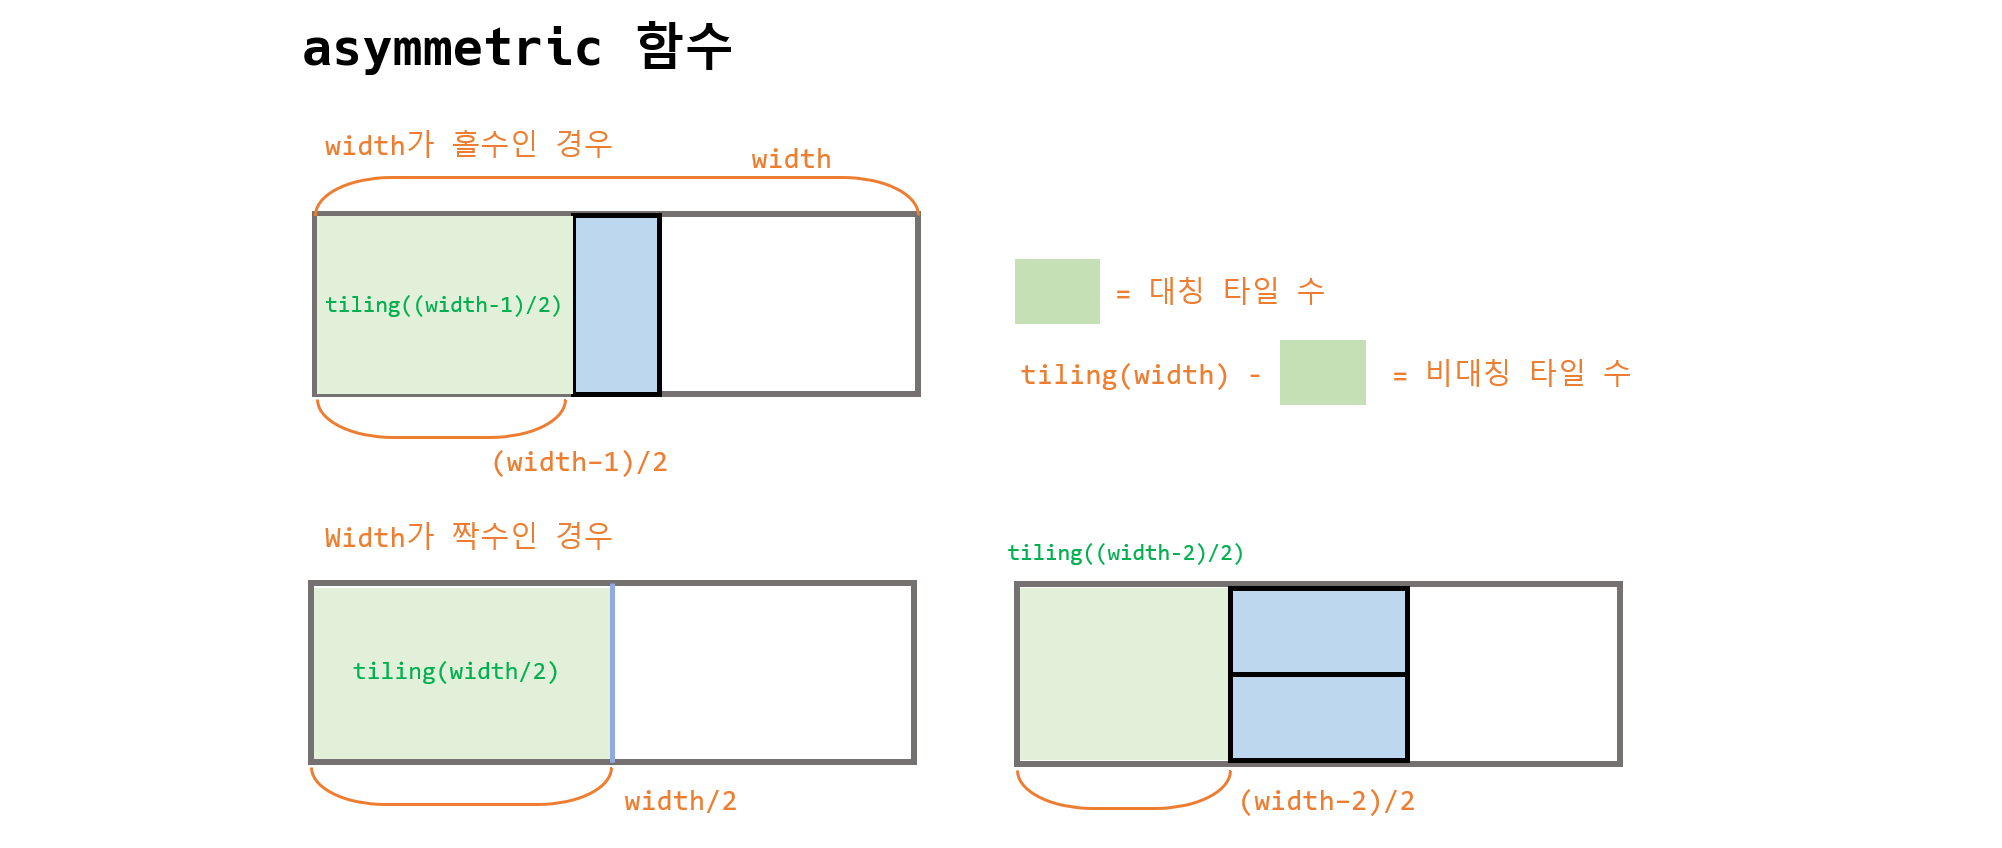 asymmetric 함수
width가 홀수인 경우
width
tiling((width-1)/2)
(width–1)/2
= 대칭 타일 수
tiling(width) - = 비대칭 타일 수
Width가 짝수인 경우
tiling(width/2)
width/2
tiling((width-2)/2)
(width–2)/2